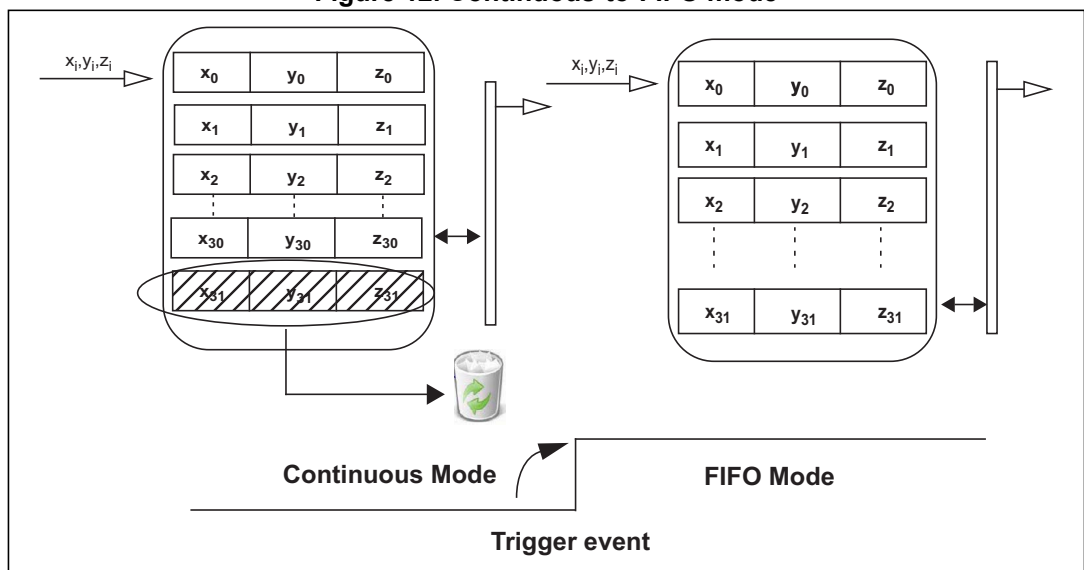 Figure 12. Continuous-to-FIFO Mode
xi,yi,zi
x0 y0 z0
x1 y1 z1
x2 y2 z2
x30 y30 z30
x31 y31 z31
xi,yi,zi
x0 y0 z0
x1 y1 z1
x2 y2 z2
x31 y31 z31
Continuous Mode
FIFO Mode
Trigger event